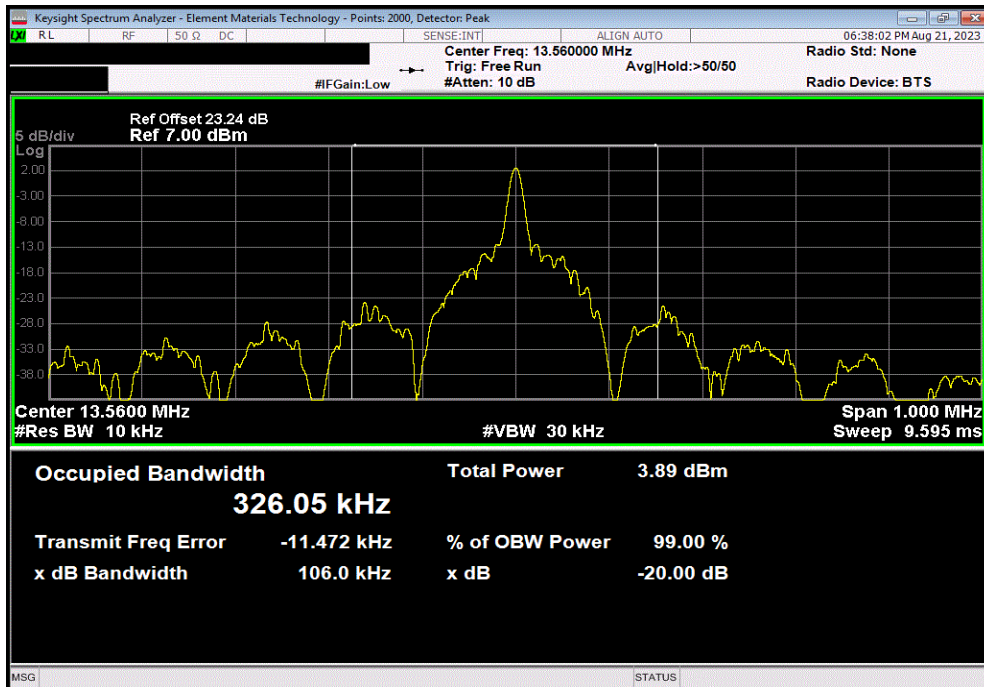 Keysight Spectrum Analyzer - Element Materials Technology - Points: 2000, Detector: Peak
LXI RL RF 50 Ω DC SENSE:INT ALIGN AUTO 06:38:02 PM Aug 21, 2023
Center Freq: 13.560000 MHz Radio Std: None
Trig: Free Run Avg|Hold:>50/50
#IFGain:Low #Atten: 10 dB Radio Device: BTS
Ref Offset 23.24 dB
5 dB/div Ref 7.00 dBm
Log
2.00
-3.00
-8.00
-13.0
-18.0
-23.0
-28.0
-33.0
-38.0
Center 13.5600 MHz Span 1.000 MHz
#Res BW 10 kHz #VBW 30 kHz Sweep 9.595 ms
Occupied Bandwidth Total Power 3.89 dBm
326.05 kHz
Transmit Freq Error -11.472 kHz % of OBW Power 99.00 %
x dB Bandwidth 106.0 kHz x dB -20.00 dB
MSG STATUS